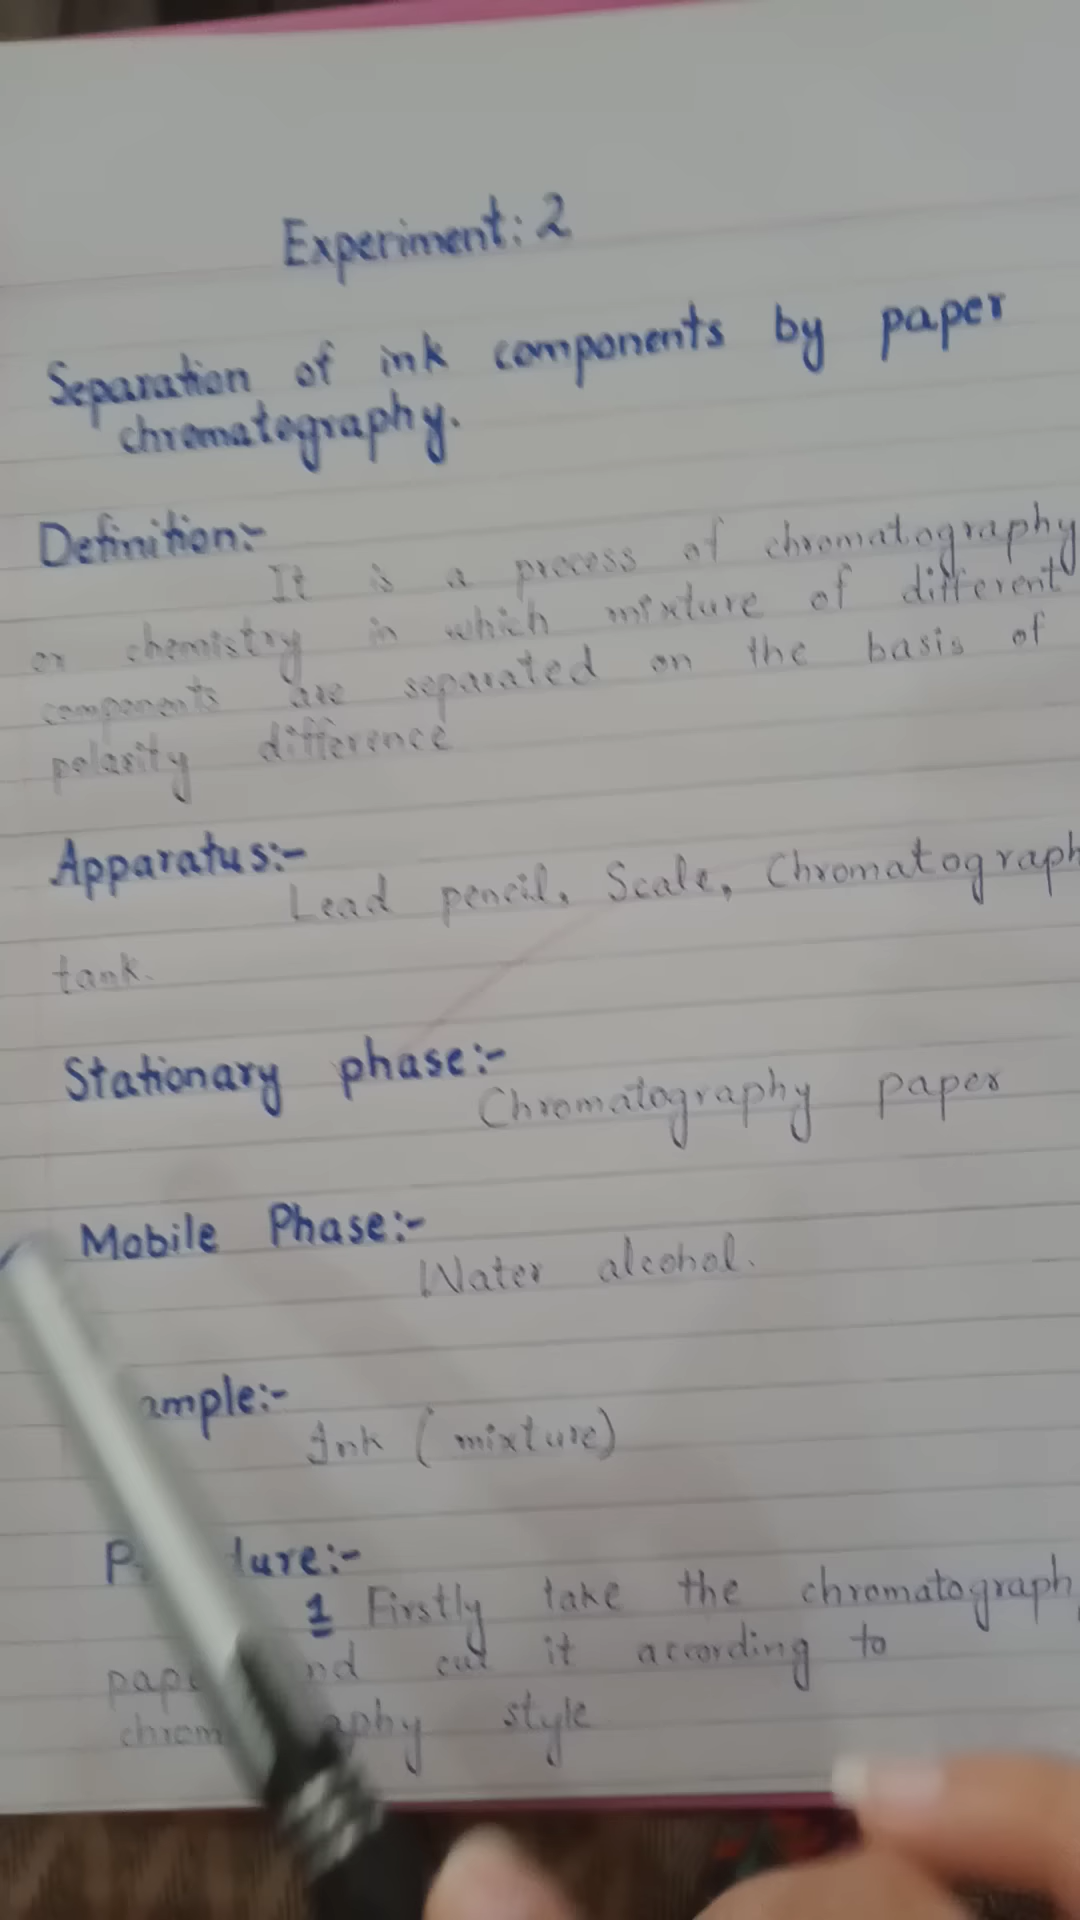 Experiment: 2
Separation of ink components by paper
chromatography.
Definition:-
It is a process of chromatography
or chemistry in which mixture of different
components are separated on the basis of
polarity difference
Apparatus:-
Lead pencil, Scale, Chromatograph
tank.
Stationary phase:-
Chromatography paper
Mobile Phase:-
Water alcohol.
ample:-
Ink (mixture)
Procedure:-
1 Firstly take the chromatograph
nd cut it according to
style